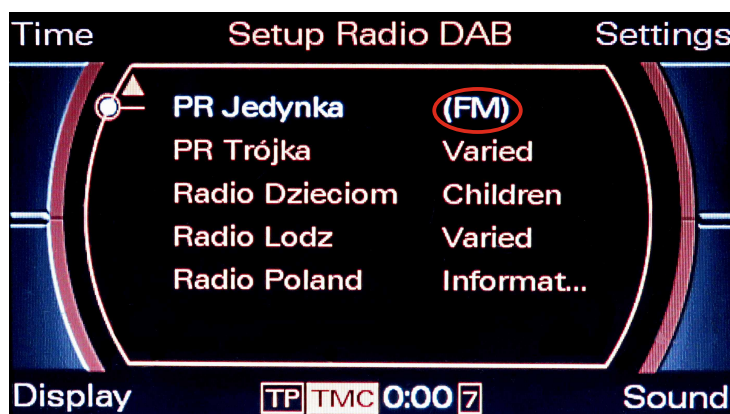 Time Setup Radio DAB Settings
PR Jedynka (FM)
PR Trójka Varied
Radio Dzieciom Children
Radio Lodz Varied
Radio Poland Informat...
Display TP TMC 0:00 7 Sound